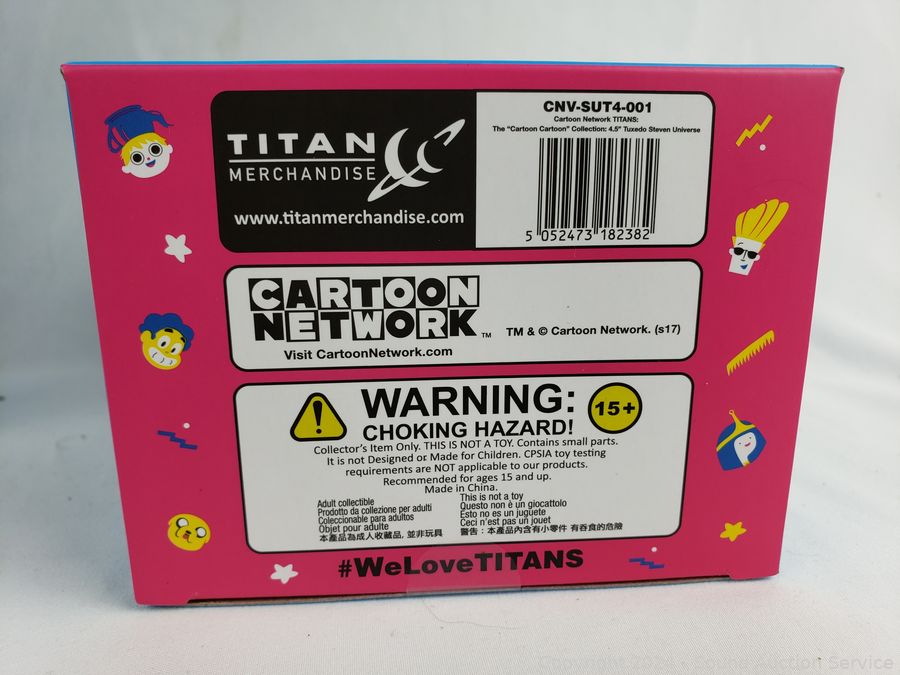 TITAN
MERCHANDISE
www.titanmerchandise.com
CNV-SUT4-001
Cartoon Network TITANS:
The "Cartoon Cartoon" Collection: 4.5" Tuxedo Steven Universe
5 052473 182382
CARTOON
NETWORK™
Visit CartoonNetwork.com
TM & © Cartoon Network. (s17)
WARNING:
CHOKING HAZARD!
15+
Collector's Item Only. THIS IS NOT A TOY. Contains small parts.
It is not Designed or Made for Children. CPSIA toy testing
requirements are NOT applicable to our products.
Recommended for ages 15 and up.
Made in China.
Adult collectible
Prodotto da collezione per adulti
Coleccionable para adultos
Objet pour adulte
本產品為成人收藏品, 並非玩具
This is not a toy
Questo non è un giocattolo
Esto no es un juguete
Ceci n'est pas un jouet
警告：本產品內含有小零件 有吞食的危險
#WeLoveTITANS
Copyright 2024 - Sound Auction Service